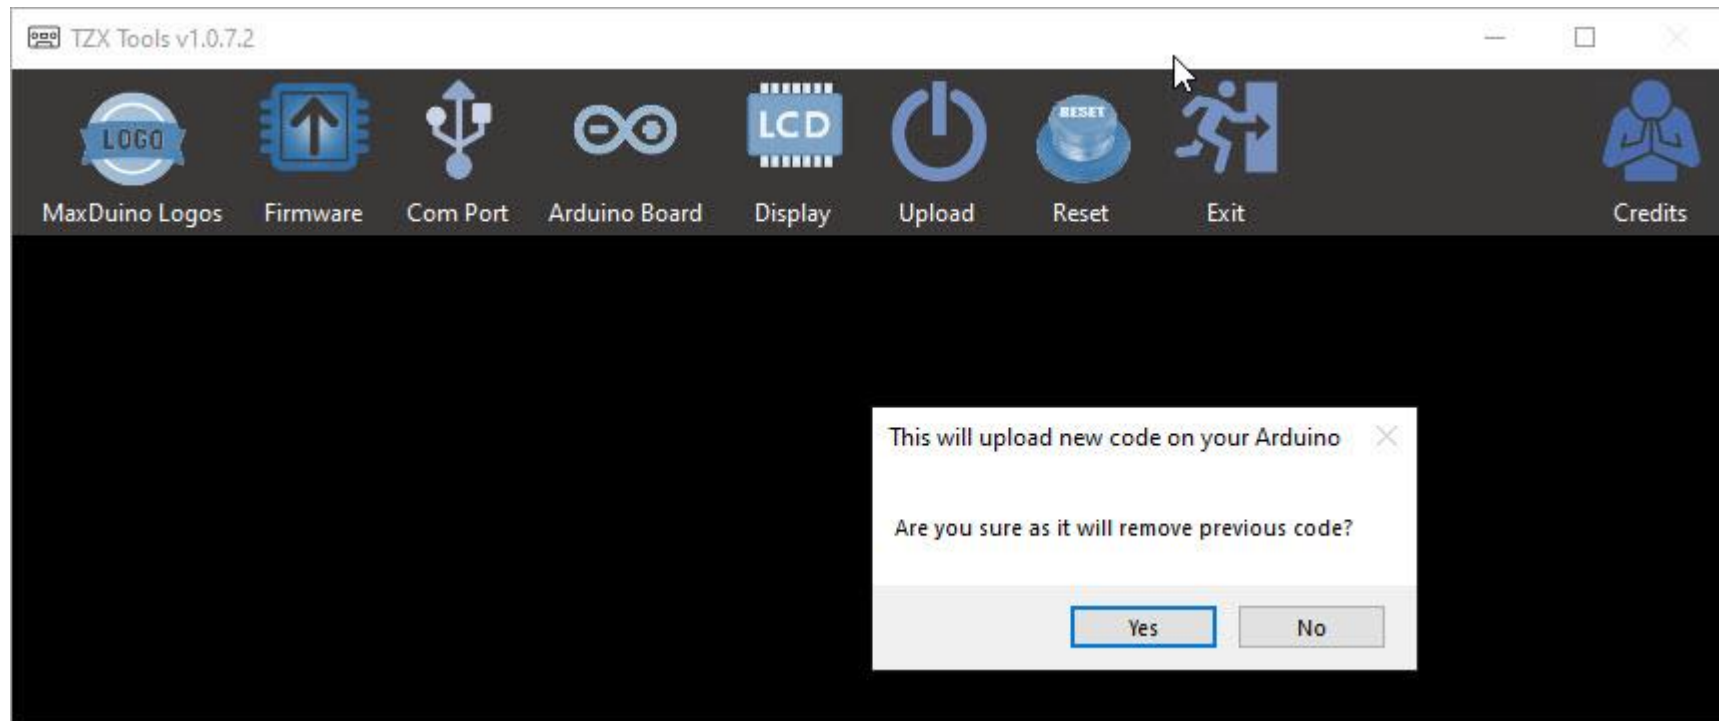 TZX Tools v1.0.7.2
LOGO
LCD
RESET
MaxDuino Logos
Firmware
Com Port
Arduino Board
Display
Upload
Reset
Exit
Credits
This will upload new code on your Arduino
Are you sure as it will remove previous code?
Yes
No